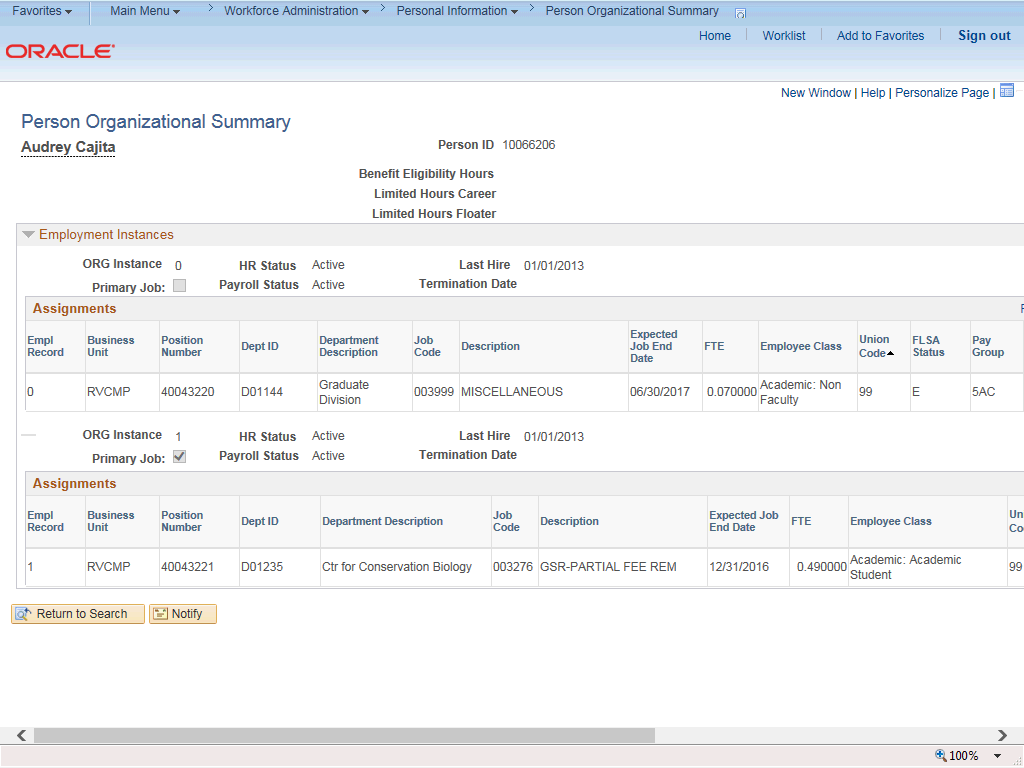 Favorites Main Menu > Workforce Administration > Personal Information > Person Organizational Summary
Home Worklist Add to Favorites Sign out
ORACLE
New Window | Help | Personalize Page |
Person Organizational Summary
Audrey Cajita Person ID 10066206
Benefit Eligibility Hours
Limited Hours Career
Limited Hours Floater
Employment Instances
ORG Instance 0 HR Status Active Last Hire 01/01/2013
Primary Job: Payroll Status Active Termination Date
Assignments
Empl Record Business Unit Position Number Dept ID Department Description Job Code Description Expected Job End Date FTE Employee Class Union Code FLSA Status Pay Group
0 RVCMP 40043220 D01144 Graduate Division 003999 MISCELLANEOUS 06/30/2017 0.070000 Academic: Non Faculty 99 E 5AC
ORG Instance 1 HR Status Active Last Hire 01/01/2013
Primary Job: Payroll Status Active Termination Date
Assignments
Empl Record Business Unit Position Number Dept ID Department Description Job Code Description Expected Job End Date FTE Employee Class
1 RVCMP 40043221 D01235 Ctr for Conservation Biology 003276 GSR-PARTIAL FEE REM 12/31/2016 0.490000 Academic: Academic Student 99
Return to Search Notify
100%